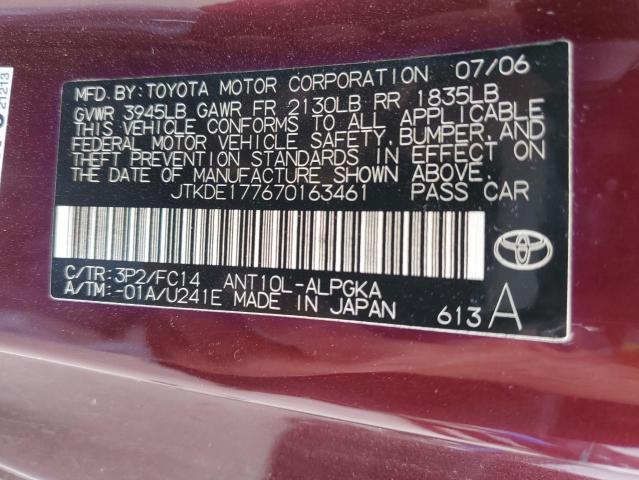 MFD. BY: TOYOTA MOTOR CORPORATION 07/06
GVWR 3945LB GAWR FR 2130LB RR 1835LB
THIS VEHICLE CONFORMS TO ALL APPLICABLE
FEDERAL MOTOR VEHICLE SAFETY, BUMPER, AND
THEFT PREVENTION STANDARDS IN EFFECT ON
THE DATE OF MANUFACTURE SHOWN ABOVE.
JTKDE177670163461 PASS CAR
C/TR: 3P2/FC14 ANT10L-ALPGKA
A/TM: -01A/U241E MADE IN JAPAN
613 A
21213